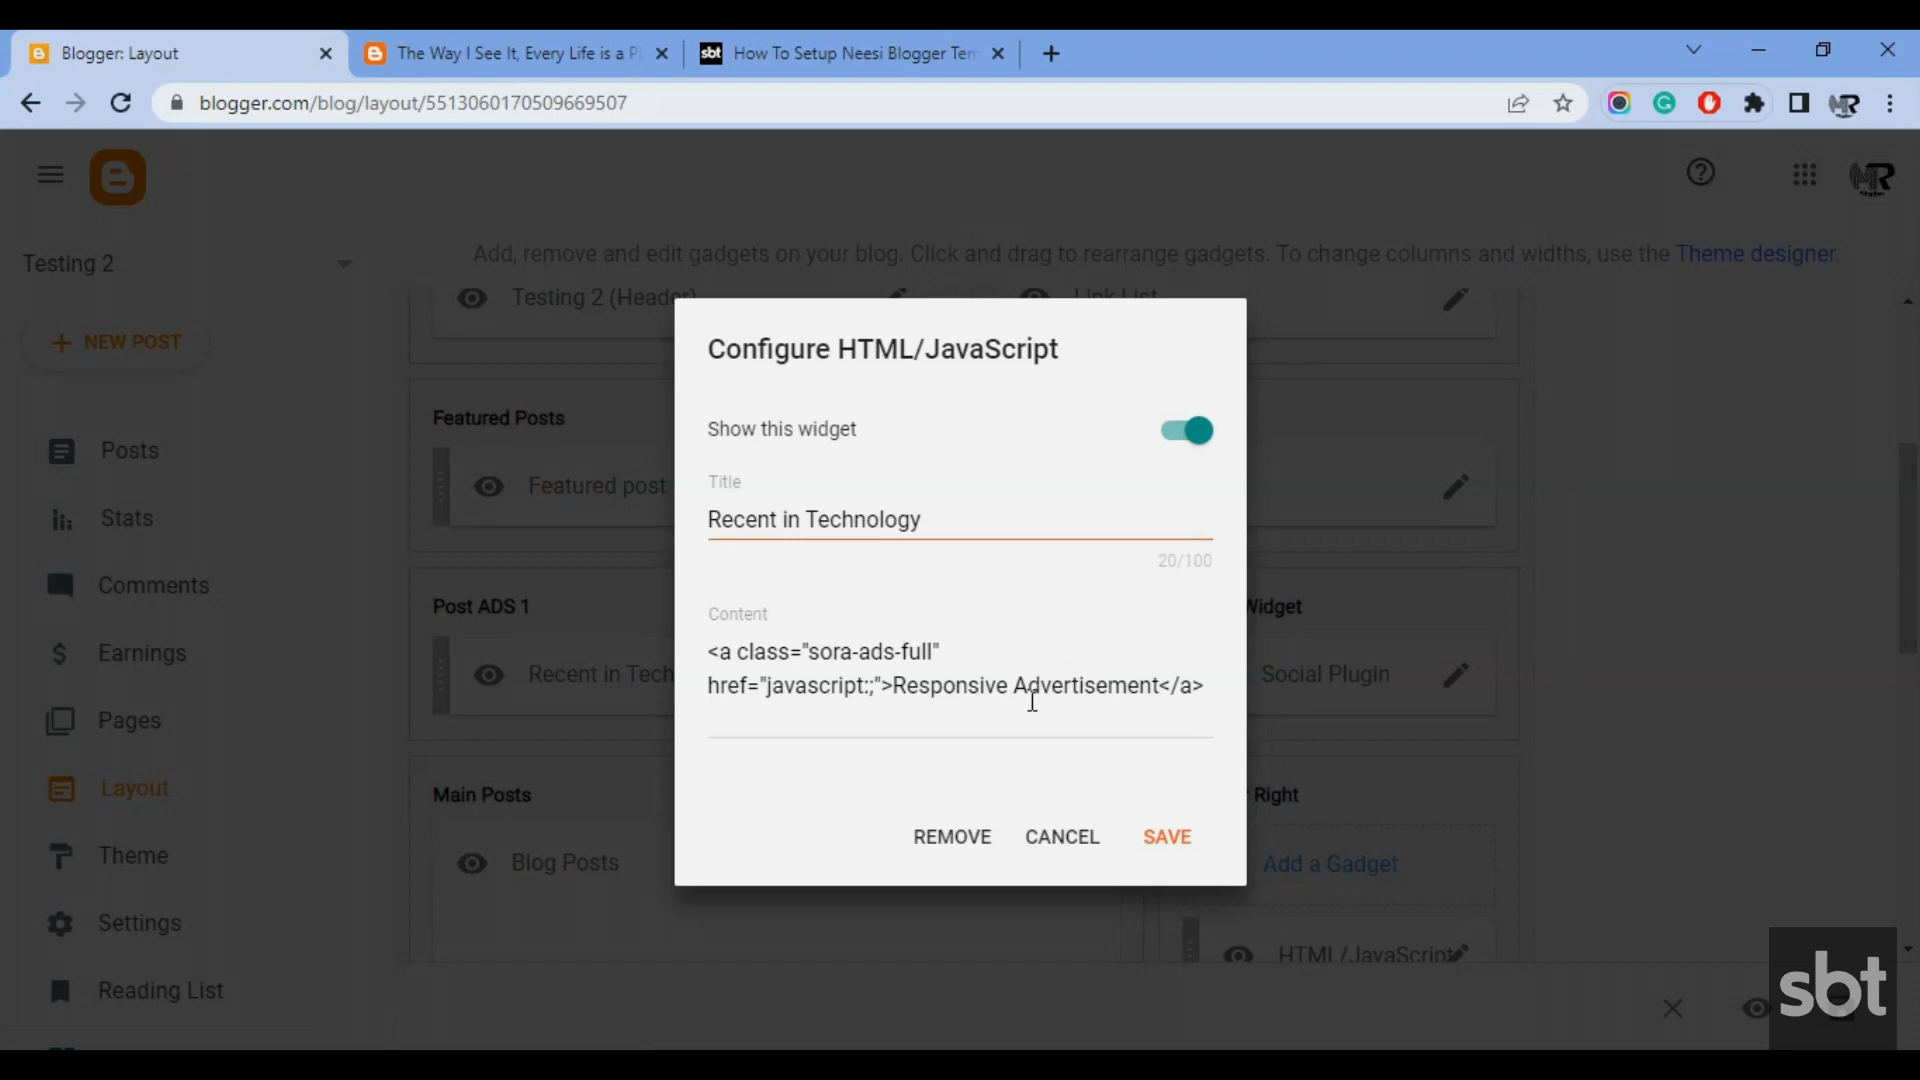 Blogger: Layout
The Way I See It, Every Life is a Pi
sbt How To Setup Neesi Blogger Tem
blogger.com/blog/layout/5513060170509669507
Testing 2
Add, remove and edit gadgets on your blog. Click and drag to rearrange gadgets. To change columns and widths, use the Theme designer.
Testing 2 (Header)
Link List
NEW POST
Configure HTML/JavaScript
Featured Posts
Show this widget
Posts
Title
Featured post
Stats
Recent in Technology
20/100
Comments
Post ADS 1
Content
Widget
Earnings
<a class="sora-ads-full"
href="javascript:;">Responsive Advertisement</a>
Recent in Tech
Social Plugin
Pages
Layout
Main Posts
Right
REMOVE
CANCEL
SAVE
Theme
Blog Posts
Add a Gadget
Settings
HTML/JavaScript
Reading List
sbt